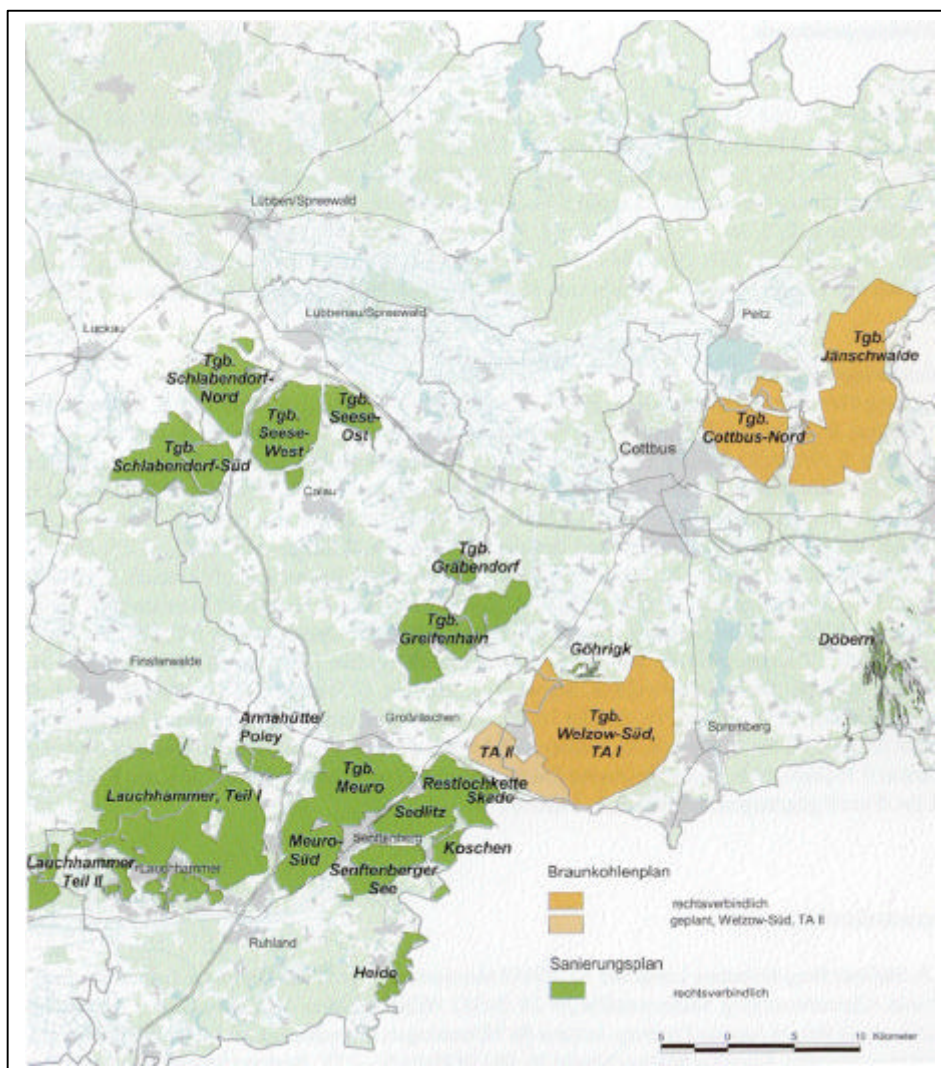 Lübben/Spreewald
Luckau
Lübbenau/Spreewald
Peitz
Tgb.
Jänschwalde
Tgb.
Schlabendorf-
Nord
Tgb.
Seese-
Ost
Tgb.
Seese-
West
Tgb.
Cottbus-Nord
Tgb.
Schlabendorf-Süd
Cottbus
Calau
Tgb.
Gräbendorf
Tgb.
Greifenhain
Göhrigk
Döbern
Finsterwalde
Annahütte/
Poley
Großräschen
Tgb.
Welzow-Süd,
TA I
Spremberg
TA II
Tgb.
Meuro
Restlochkette
Skado
Lauchhammer, Teil I
Sedlitz
Meuro-
Süd
Senftenberg
Koschen
Lauchhammer
Teil II
Lauchhammer
Senftenberger
See
Braunkohlenplan
rechtsverbindlich
geplant, Welzow-Süd, TA II
Ruhland
Heide
Sanierungsplan
rechtsverbindlich
5 0 5 10 Kilometer